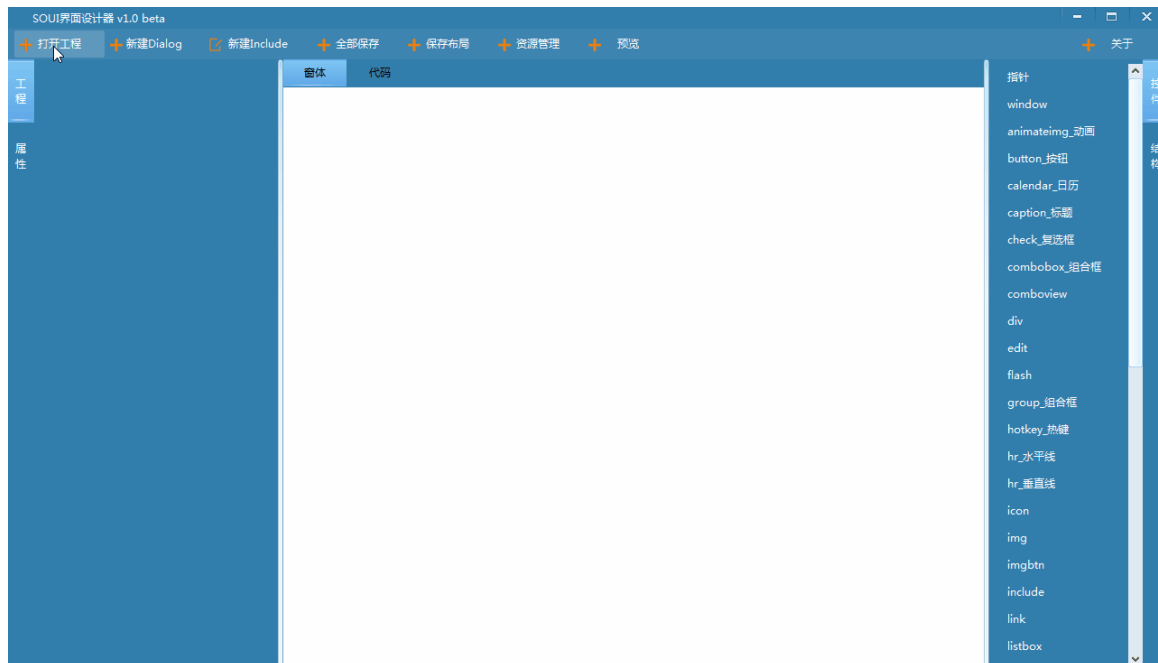 SOUI界面设计器 v1.0 beta
打开工程 新建Dialog 新建Include 全部保存 保存布局 资源管理 预览 关于
工程
属性
窗体 代码
指针
window
animateimg_动画
button_按钮
calendar_日历
caption_标题
check_复选框
combobox_组合框
comboview
div
edit
flash
group_组合框
hotkey_热键
hr_水平线
hr_垂直线
icon
img
imgbtn
include
link
listbox
控件
结构